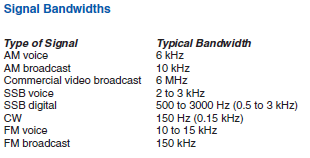 Signal Bandwidths
Type of Signal Typical Bandwidth
AM voice 6 kHz
AM broadcast 10 kHz
Commercial video broadcast 6 MHz
SSB voice 2 to 3 kHz
SSB digital 500 to 3000 Hz (0.5 to 3 kHz)
CW 150 Hz (0.15 kHz)
FM voice 10 to 15 kHz
FM broadcast 150 kHz